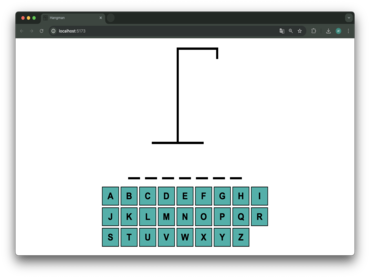 Hangman
localhost:5173
A B C D E F G H I
J K L M N O P Q R
S T U V W X Y Z